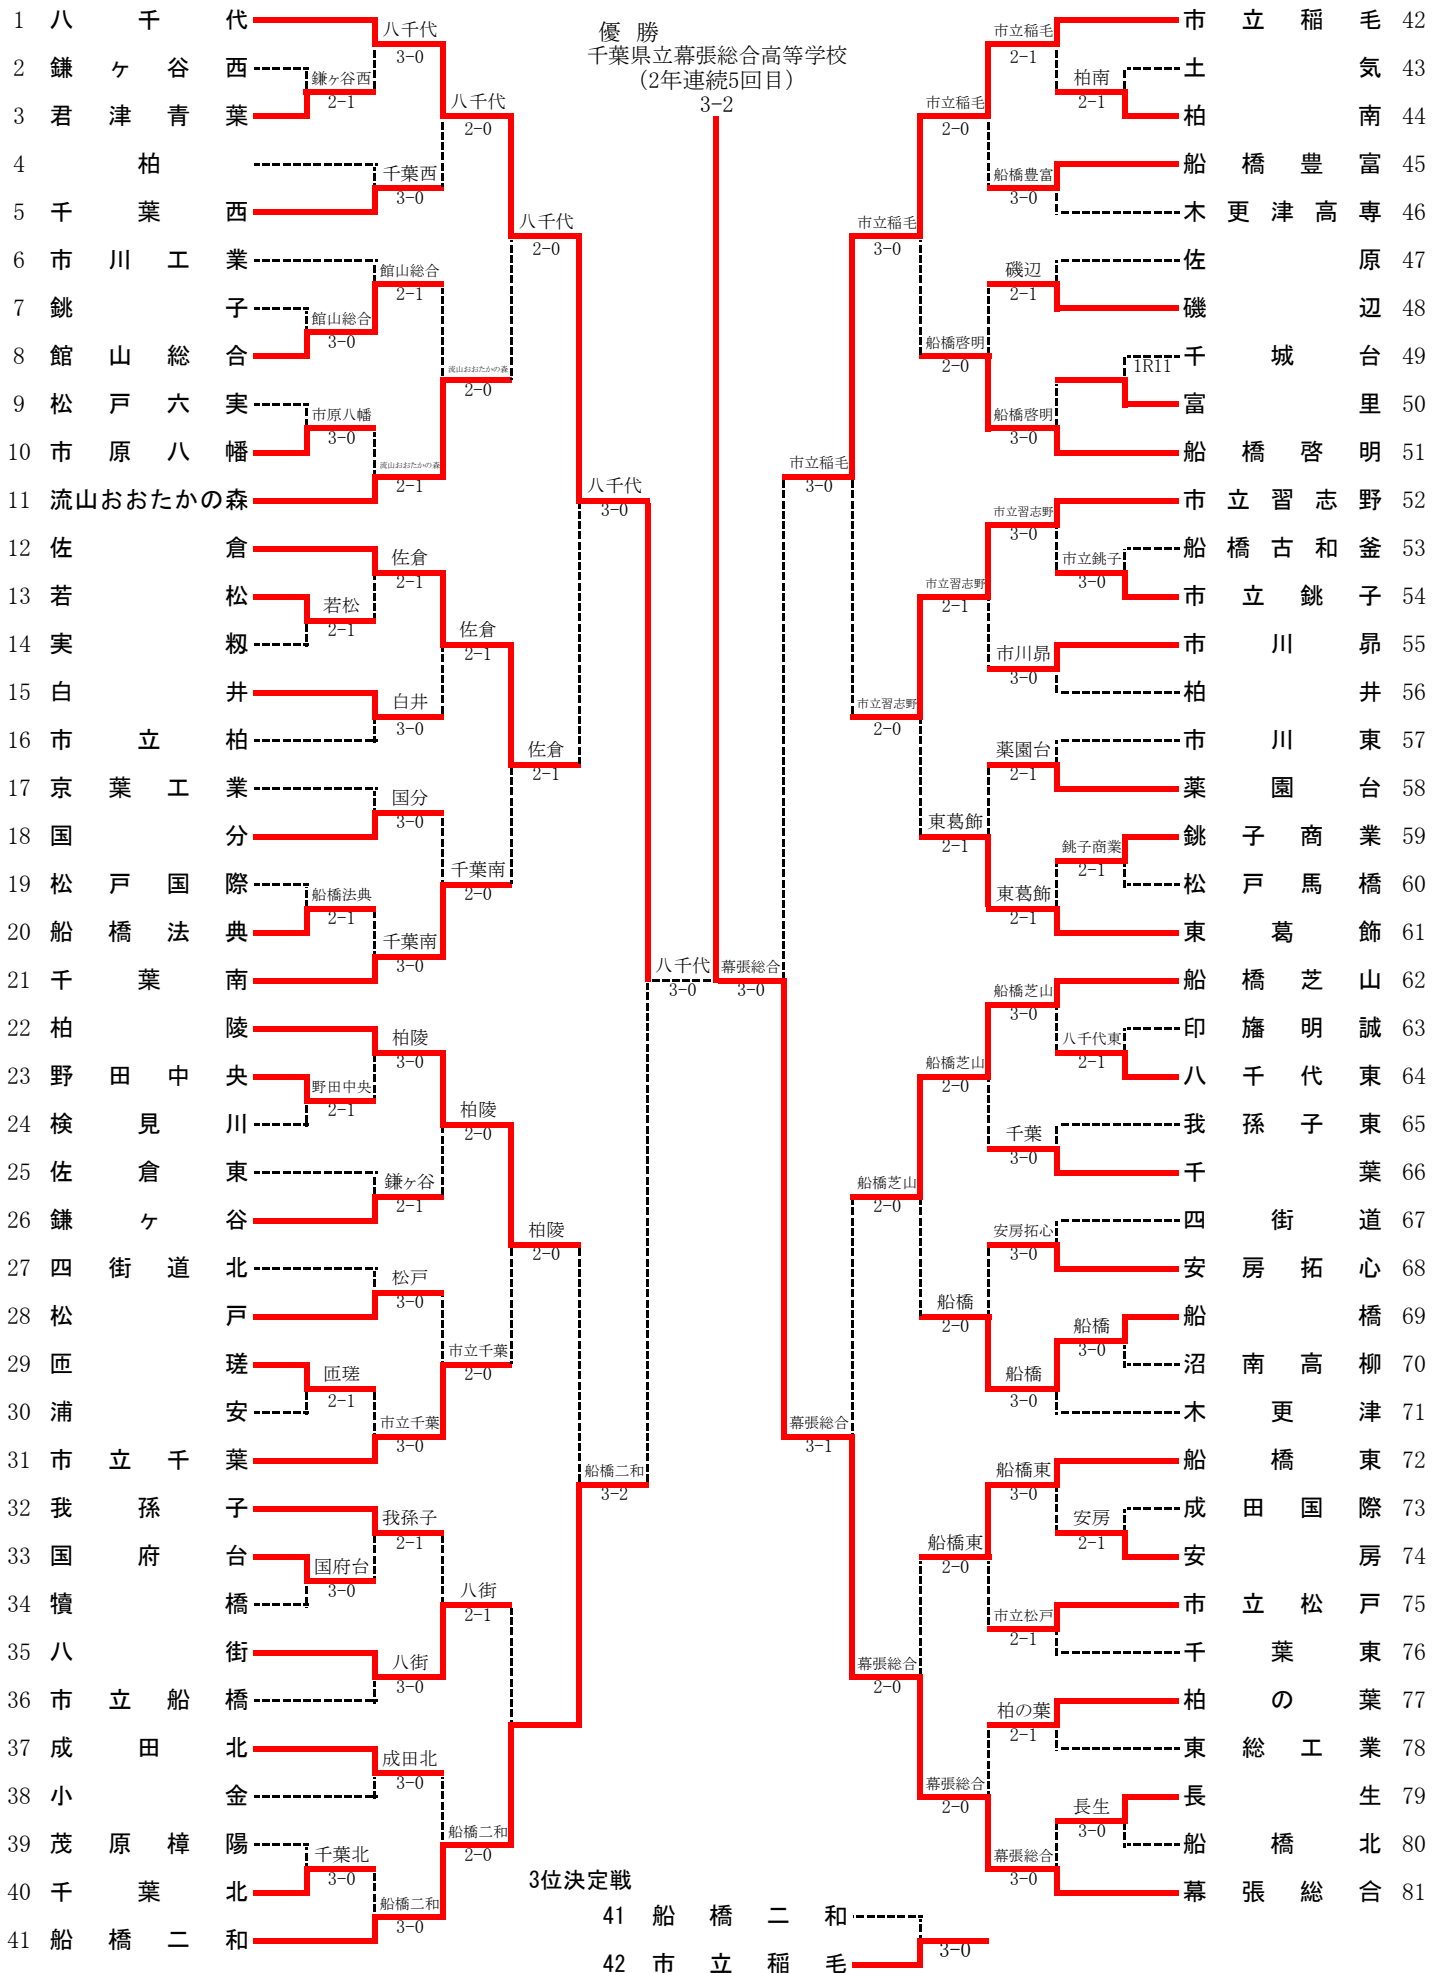 優 勝
千葉県立幕張総合高等学校
(2年連続5回目)
3-2
1 八千代
2 鎌ヶ谷西
3 君津青葉
4 柏
5 千葉西
6 市川工業
7 銚子
8 館山総合
9 松戸六実
10 市原八幡
11 流山おおたかの森
12 佐倉
13 若松
14 実籾
15 白井
16 市立柏
17 京葉工業
18 国分
19 松戸国際
20 船橋法典
21 千葉南
22 柏陵
23 野田中央
24 検見川
25 佐倉東
26 鎌ヶ谷
27 四街道北
28 松戸
29 匝瑳
30 浦安
31 市立千葉
32 我孫子
33 国府台
34 犢橋
35 八街
36 市立船橋
37 成田北
38 小金
39 茂原樟陽
40 千葉北
41 船橋二和
鎌ヶ谷西
2-1
館山総合
3-0
市原八幡
3-0
若松
2-1
船橋法典
2-1
野田中央
2-1
匝瑳
2-1
国府台
3-0
千葉北
3-0
八千代
3-0
千葉西
3-0
館山総合
2-1
流山おおたかの森
2-1
佐倉
2-1
白井
3-0
国分
3-0
千葉南
3-0
柏陵
3-0
鎌ヶ谷
2-1
松戸
3-0
市立千葉
3-0
我孫子
2-1
八街
3-0
成田北
3-0
船橋二和
3-0
八千代
2-0
流山おおたかの森
2-0
佐倉
2-1
千葉南
2-0
柏陵
2-0
市立千葉
2-0
八街
2-1
船橋二和
2-0
八千代
2-0
佐倉
2-1
柏陵
2-0
八千代
3-0
船橋二和
3-2
八千代
3-0
幕張総合
3-0
市立稲毛
3-0
幕張総合
3-1
市立稲毛
3-0
市立習志野
2-0
船橋芝山
2-0
幕張総合
2-0
市立稲毛
2-0
船橋啓明
2-0
市立習志野
2-1
東葛飾
2-1
船橋芝山
2-0
船橋
2-0
船橋東
2-0
幕張総合
2-0
市立稲毛
2-1
船橋豊富
3-0
磯辺
2-1
船橋啓明
3-0
市立習志野
3-0
市川昴
3-0
薬園台
2-1
東葛飾
2-1
船橋芝山
3-0
千葉
3-0
安房拓心
3-0
船橋
3-0
船橋東
3-0
市立松戸
2-1
柏の葉
2-1
幕張総合
3-0
柏南
2-1
1R11
市立銚子
3-0
銚子商業
2-1
八千代東
2-1
船橋
3-0
安房
2-1
長生
3-0
市立稲毛 42
土気 43
柏南 44
船橋豊富 45
木更津高専 46
佐原 47
磯辺 48
千城台 49
富里 50
船橋啓明 51
市立習志野 52
船橋古和釜 53
市立銚子 54
市川昴 55
柏井 56
市川東 57
薬園台 58
銚子商業 59
松戸馬橋 60
東葛飾 61
船橋芝山 62
印旛明誠 63
八千代東 64
我孫子東 65
千葉 66
四街道 67
安房拓心 68
船橋 69
沼南高柳 70
木更津 71
船橋東 72
成田国際 73
安房 74
市立松戸 75
千葉東 76
柏の葉 77
東総工業 78
長生 79
船橋北 80
幕張総合 81
3位決定戦
41 船橋二和
42 市立稲毛
3-0